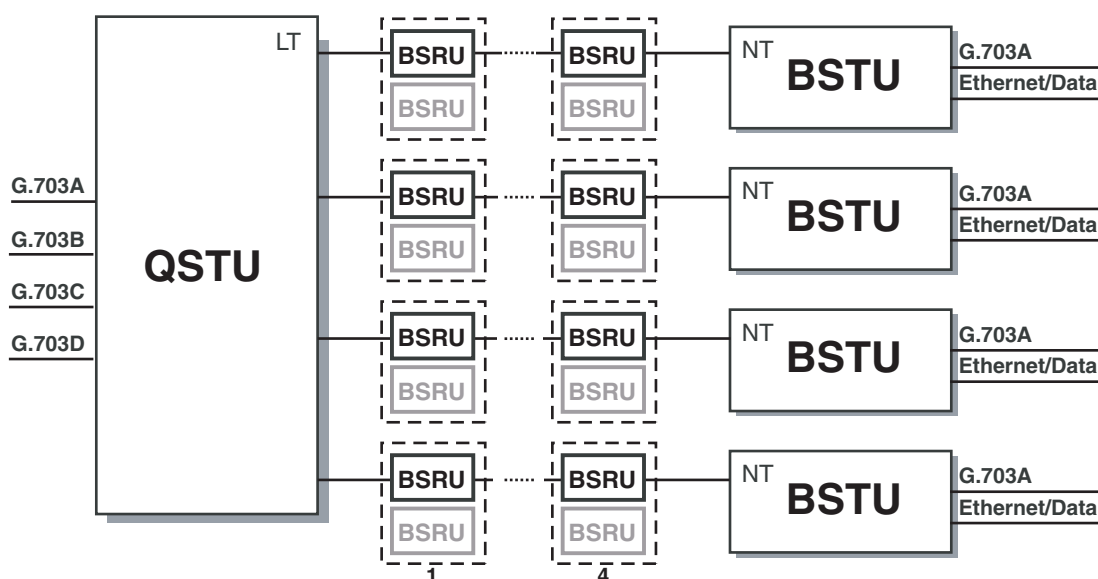 LT
QSTU
G.703A
G.703B
G.703C
G.703D
BSRU
BSRU
BSRU
BSRU
NT
BSTU
G.703A
Ethernet/Data
BSRU
BSRU
BSRU
BSRU
NT
BSTU
G.703A
Ethernet/Data
BSRU
BSRU
BSRU
BSRU
NT
BSTU
G.703A
Ethernet/Data
BSRU
BSRU
BSRU
BSRU
NT
BSTU
G.703A
Ethernet/Data
1
4